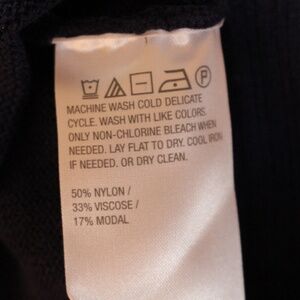 P
MACHINE WASH COLD DELICATE
CYCLE. WASH WITH LIKE COLORS.
ONLY NON-CHLORINE BLEACH WHEN
NEEDED. LAY FLAT TO DRY. COOL IRON
IF NEEDED. OR DRY CLEAN.
50% NYLON /
33% VISCOSE /
17% MODAL